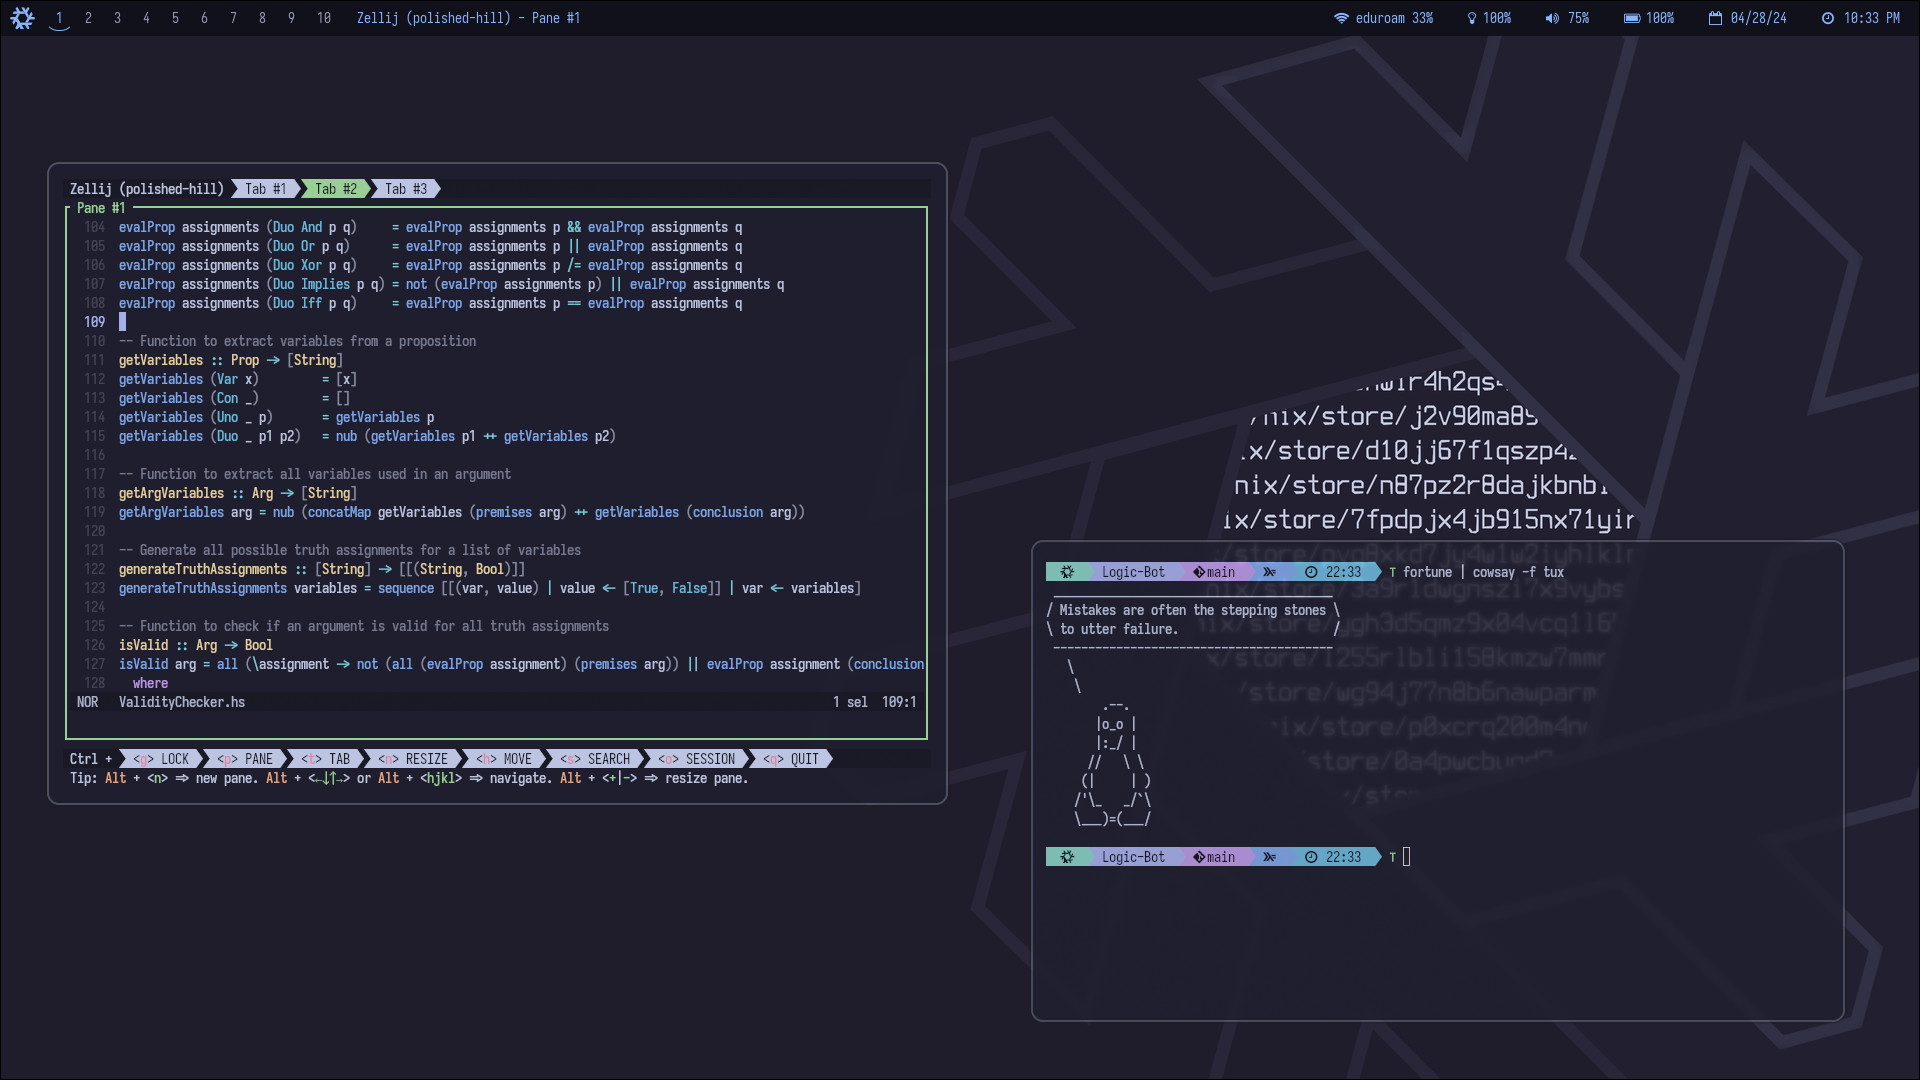 1 2 3 4 5 6 7 8 9 10 Zellij (polished-hill) - Pane #1 eduroam 33% 100% 75% 100% 04/28/24 10:33 PM
Zellij (polished-hill) Tab #1 Tab #2 Tab #3
Pane #1
104 evalProp assignments (Duo And p q) = evalProp assignments p && evalProp assignments q
105 evalProp assignments (Duo Or p q) = evalProp assignments p || evalProp assignments q
106 evalProp assignments (Duo Xor p q) = evalProp assignments p /= evalProp assignments q
107 evalProp assignments (Duo Implies p q) = not (evalProp assignments p) || evalProp assignments q
108 evalProp assignments (Duo Iff p q) = evalProp assignments p == evalProp assignments q
109
110 -- Function to extract variables from a proposition
111 getVariables :: Prop -> [String]
112 getVariables (Var x) = [x]
113 getVariables (Con _) = []
114 getVariables (Uno _ p) = getVariables p
115 getVariables (Duo _ p1 p2) = nub (getVariables p1 ++ getVariables p2)
116
117 -- Function to extract all variables used in an argument
118 getArgVariables :: Arg -> [String]
119 getArgVariables arg = nub (concatMap getVariables (premises arg) ++ getVariables (conclusion arg))
120
121 -- Generate all possible truth assignments for a list of variables
122 generateTruthAssignments :: [String] -> [[(String, Bool)]]
123 generateTruthAssignments variables = sequence [[(var, value) | value <- [True, False]] | var <- variables]
124
125 -- Function to check if an argument is valid for all truth assignments
126 isValid :: Arg -> Bool
127 isValid arg = all (\assignment -> not (all (evalProp assignment) (premises arg)) || evalProp assignment (conclusion
128 where
NOR ValidityChecker.hs 1 sel 109:1
Ctrl + <g> LOCK <p> PANE <t> TAB <n> RESIZE <h> MOVE <s> SEARCH <o> SESSION <q> QUIT
Tip: Alt + <n> => new pane. Alt + <←↓↑→> or Alt + <hjkl> => navigate. Alt + <+|-> => resize pane.
/nix/store/j2v90ma89
ix/store/d10jj67f1qszp42
nix/store/n87pz2r8dajkbnb1
ix/store/7fpdpjx4jb915nx71yir
Logic-Bot main 22:33 T fortune | cowsay -f tux
________________________________________
/ Mistakes are often the stepping stones \
\ to utter failure. /
----------------------------------------
\
\
.--.
|o_o |
|:_/ |
// \ \
(| | )
/'\_ _/`\
\___)=(___/
Logic-Bot main 22:33 T